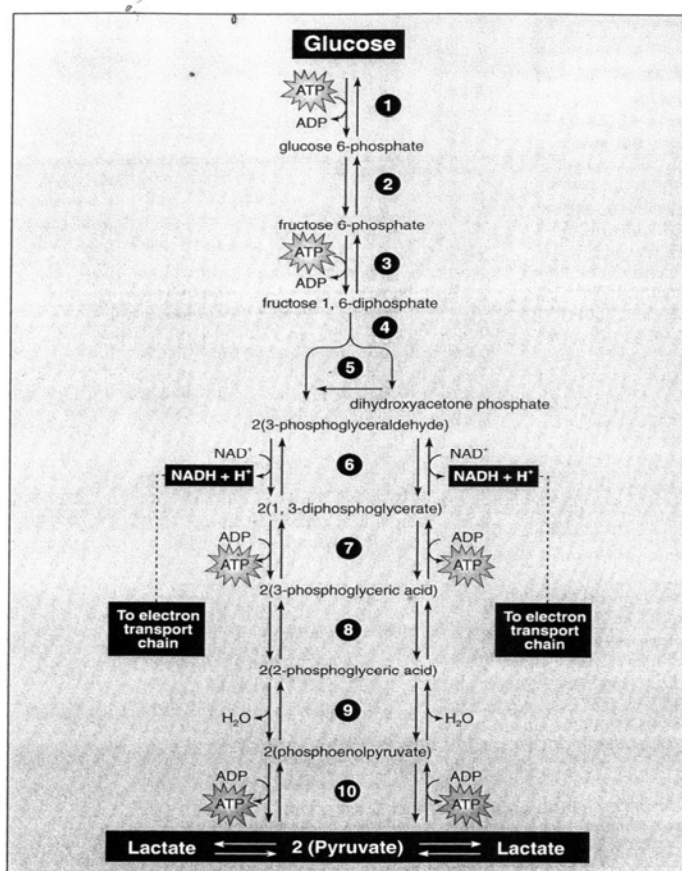 Glucose
ATP
ADP
1
glucose 6-phosphate
2
fructose 6-phosphate
ATP
ADP
3
fructose 1, 6-diphosphate
4
5
dihydroxyacetone phosphate
2(3-phosphoglyceraldehyde)
NAD⁺
6
NAD⁺
NADH + H⁺
NADH + H⁺
2(1, 3-diphosphoglycerate)
ADP
7
ADP
ATP
ATP
2(3-phosphoglyceric acid)
To electron
transport
chain
8
To electron
transport
chain
2(2-phosphoglyceric acid)
9
H₂O
H₂O
2(phosphoenolpyruvate)
ADP
10
ADP
ATP
ATP
Lactate 2 (Pyruvate) Lactate